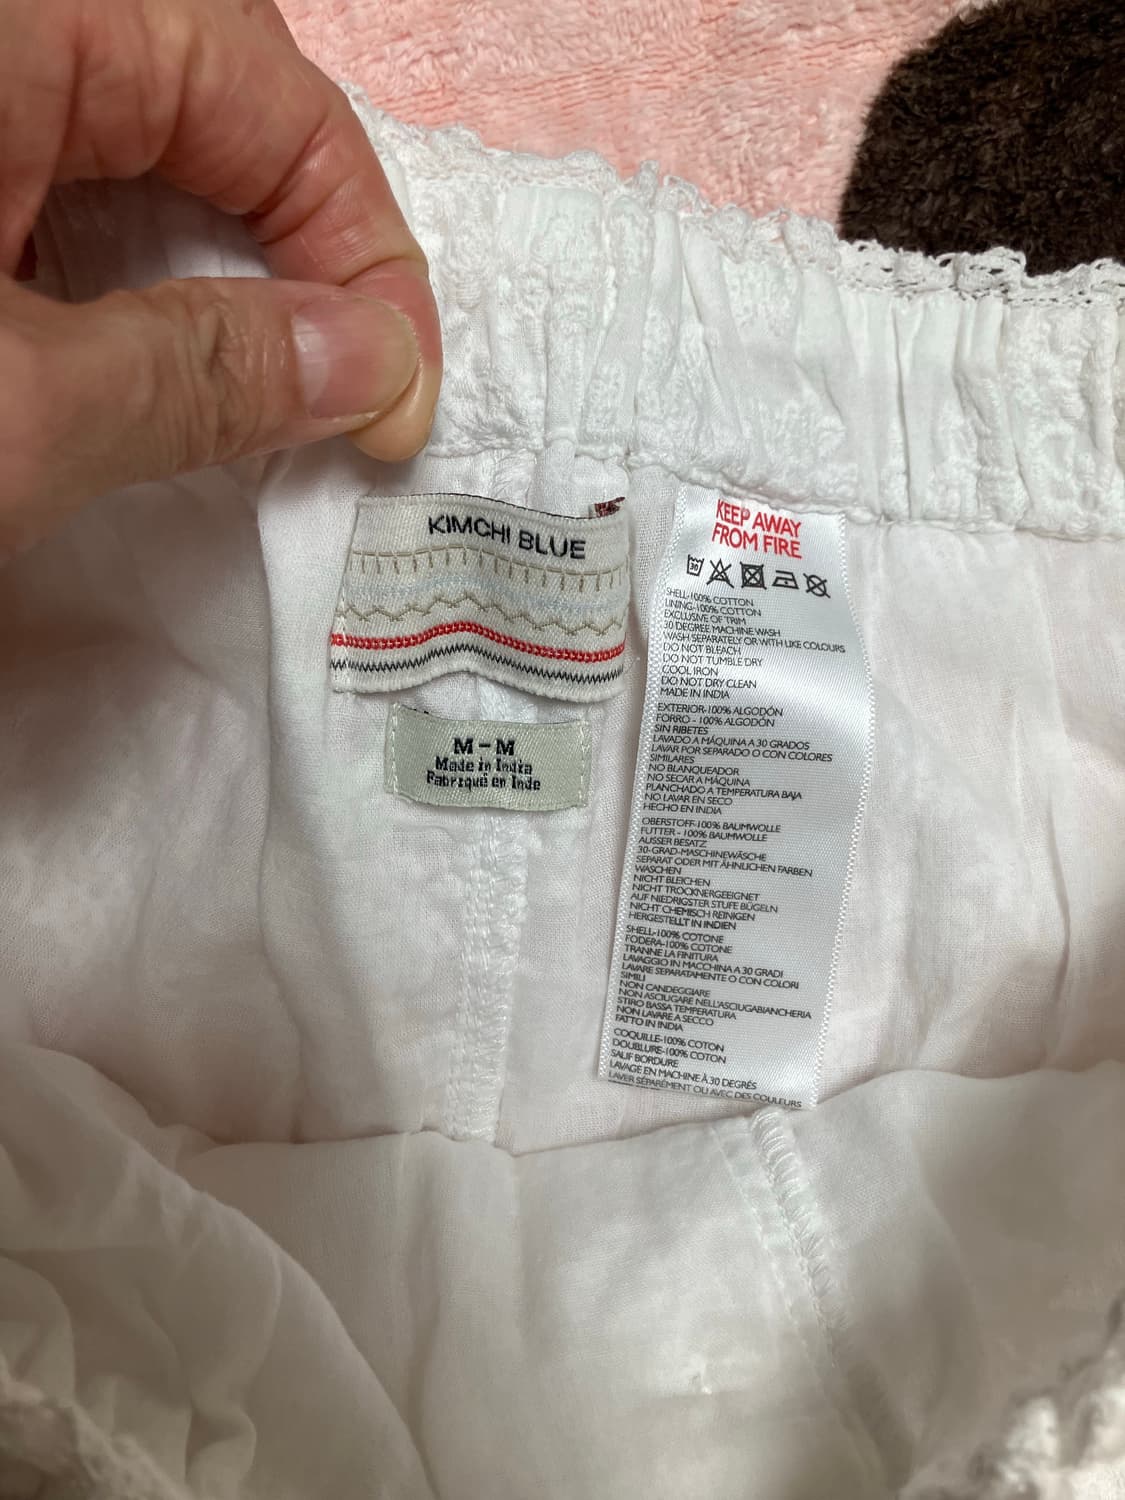 KIMCHI BLUE
M - M
Made in India
Fabriqué en Inde
KEEP AWAY
FROM FIRE
30
SHELL-100% COTTON
LINING-100% COTTON
EXCLUSIVE OF TRIM
30 DEGREE MACHINE WASH
WASH SEPARATELY OR WITH LIKE COLOURS
DO NOT BLEACH
DO NOT TUMBLE DRY
COOL IRON
DO NOT DRY CLEAN
MADE IN INDIA
EXTERIOR-100% ALGODÓN
FORRO - 100% ALGODÓN
SIN RIBETES
LAVADO A MÁQUINA A 30 GRADOS
LAVAR POR SEPARADO O CON COLORES
SIMILARES
NO BLANQUEADOR
NO SECAR A MÁQUINA
PLANCHADO A TEMPERATURA BAJA
NO LAVAR EN SECO
HECHO EN INDIA
OBERSTOFF-100% BAUMWOLLE
FUTTER - 100% BAUMWOLLE
AUSSER BESATZ
30-GRAD-MASCHINEWÄSCHE
SEPARAT ODER MIT ÄHNLICHEN FARBEN
WASCHEN
NICHT BLEICHEN
NICHT TROCKNERGEEIGNET
AUF NIEDRIGSTER STUFE BÜGELN
NICHT CHEMISCH REINIGEN
HERGESTELLT IN INDIEN
SHELL-100% COTONE
FODERA-100% COTONE
TRANNE LA FINITURA
LAVAGGIO IN MACCHINA A 30 GRADI
LAVARE SEPARATAMENTE O CON COLORI
SIMILI
NON CANDEGGIARE
NON ASCIUGARE NELL'ASCIUGABIANCHERIA
STIRO BASSA TEMPERATURA
NON LAVARE A SECCO
FATTO IN INDIA
COQUILLE-100% COTON
DOUBLURE-100% COTON
SAUF BORDURE
LAVAGE EN MACHINE À 30 DEGRÉS
LAVER SÉPARÉMENT OU AVEC DES COULEURS